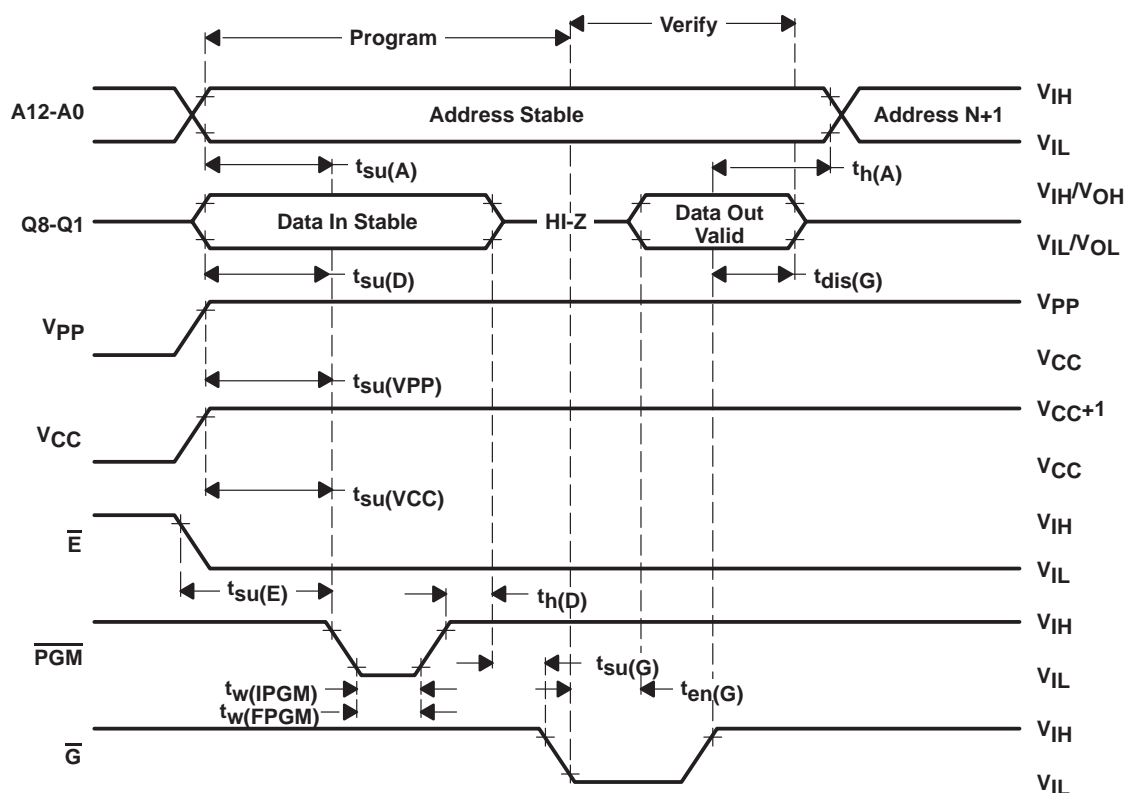 Verify
Program
A12-A0
Address Stable
Address N+1
VIH
VIL
tsu(A)
th(A)
Q8-Q1
Data In Stable
HI-Z
Data Out
Valid
VIH/VOH
VIL/VOL
tsu(D)
tdis(G)
VPP
VPP
VCC
tsu(VPP)
VCC
VCC+1
VCC
tsu(VCC)
E
VIH
VIL
tsu(E)
th(D)
PGM
VIH
VIL
tsu(G)
ten(G)
tw(IPGM)
tw(FPGM)
G
VIH
VIL